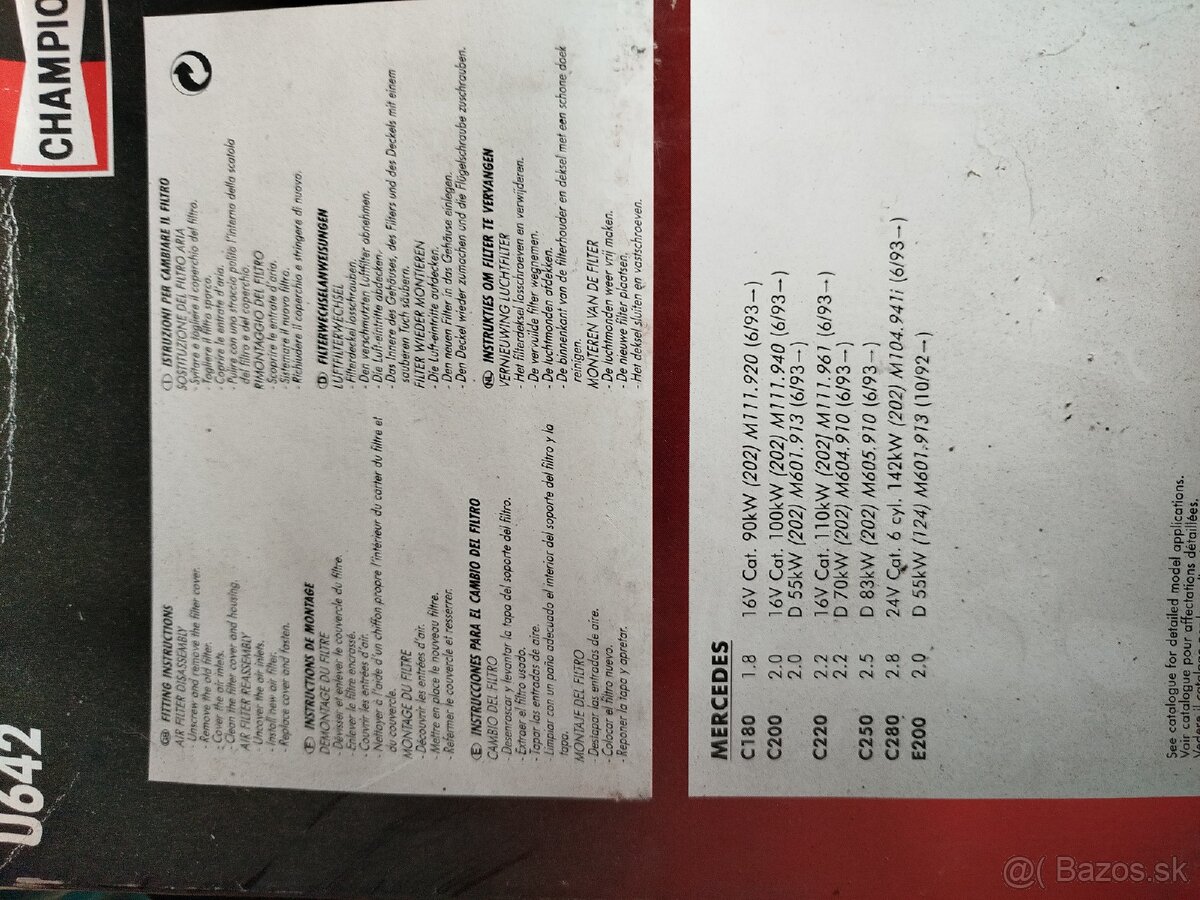 CHAMPIO
U642
GB FITTING INSTRUCTIONS
AIR FILTER DISASSEMBLY
- Unscrew and remove the filter cover.
- Remove the old filter.
- Cover the air inlets.
- Clean the filter cover and housing.
AIR FILTER REASSEMBLY
- Uncover the air inlets.
- Install new air filter.
- Replace cover and fasten.
F INSTRUCTIONS DE MONTAGE
DEMONTAGE DU FILTRE
- Dévisser et enlever le couvercle du filtre.
- Enlever le filtre encrassé.
- Couvrir les entrées d'air.
- Nettoyer à l'aide d'un chiffon propre l'intérieur du carter du filtre et
du couvercle.
MONTAGE DU FILTRE
- Découvrir les entrées d'air.
- Mettre en place le nouveau filtre.
- Refermer le couvercle et resserrer.
E INSTRUCCIONES PARA EL CAMBIO DEL FILTRO
CAMBIO DEL FILTRO
- Desenroscar y levantar la tapa del soporte del filtro.
- Extraer el filtro usado.
- Tapar las entradas de aire.
- Limpiar con un paño adecuado el interior del soporte del filtro y la
tapa.
MONTAJE DEL FILTRO
- Destapar las entradas de aire.
- Colocar el filtro nuevo.
- Reponer la tapa y apretar.
I ISTRUZIONI PER CAMBIARE IL FILTRO
SOSTITUZIONE DEL FILTRO ARIA
- Svitare e togliere il coperchio del filtro.
- Togliere il filtro sporco.
- Coprire le entrate d'aria.
- Pulire con uno straccio pulito l'interno della scatola
del filtro e del coperchio.
RIMONTAGGIO DEL FILTRO
- Scoprire le entrate d'aria.
- Sistemare il nuovo filtro.
- Richiudere il coperchio e stringere di nuovo.
D FILTERWECHSELANWEISUNGEN
LUFTFILTERWECHSEL
- Filterdeckel losschrauben.
- Den verschmutzten Luftfilter abnehmen.
- Die Luft-eintritte abdecken.
- Das Innere des Gehäuses, des Filters und des Deckels mit einem
sauberen Tuch säubern.
FILTER WIEDER MONTIEREN
- Die Luft-eintritte aufdecken.
- Den neuen Filter in das Gehäuse einlegen.
- Den Deckel wieder zumachen und die Flügelschraube zuschrauben.
NL INSTRUKTIES OM FILTER TE VERVANGEN
VERNIEUWING LUCHTFILTER
- Het filterdeksel losschroeven en verwijderen.
- De vervuilde filter wegnemen.
- De luchtmonden afdekken.
- De binnenkant van de filterhouder en deksel met een schone doek
reinigen.
MONTEREN VAN DE FILTER
- De luchtmonden weer vrij maken.
- De nieuwe filter plaatsen.
- Het deksel sluiten en vastschroeven.
MERCEDES
C180 1.8 16V Cat. 90kW (202) M111.920 (6/93→)
C200 2.0 16V Cat. 100kW (202) M111.940 (6/93→)
2.0 D 55kW (202) M601.913 (6/93→)
C220 2.2 16V Cat. 110kW (202) M111.961 (6/93→)
2.2 D 70kW (202) M604.910 (6/93→)
C250 2.5 D 83kW (202) M605.910 (6/93→)
C280 2.8 24V Cat. 6 cyl. 142kW (202) M104.941i (6/93→)
E200 2.0 D 55kW (124) M601.913 (10/92→)
See catalogue for detailed model applications.
Voir catalogue pour affectations détaillées.
@( Bazos.sk